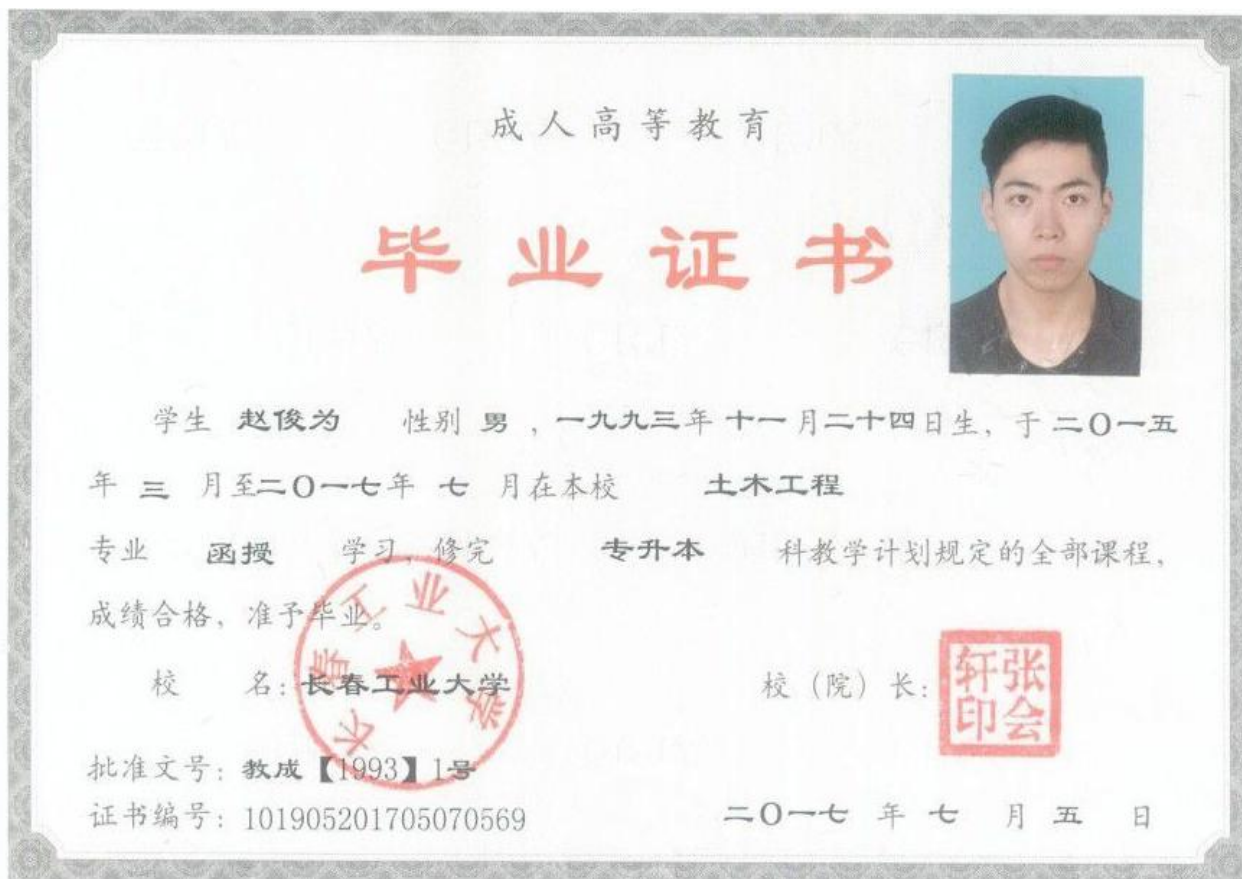 成人高等教育
毕业证书
学生 赵俊为 性别 男 ，一九九三年 十一月二十四日生，于 二〇一五
年 三 月至二〇一七年 七 月在本校 土木工程
专业 函授 学习，修完 专升本 科教学计划规定的全部课程，
成绩合格，准予毕业。
校 名：长春工业大学 校（院）长：
长春工业大学
张会轩印
批准文号：教成【1993】1号
证书编号：101905201705070569 二〇一七 年 七 月 五 日